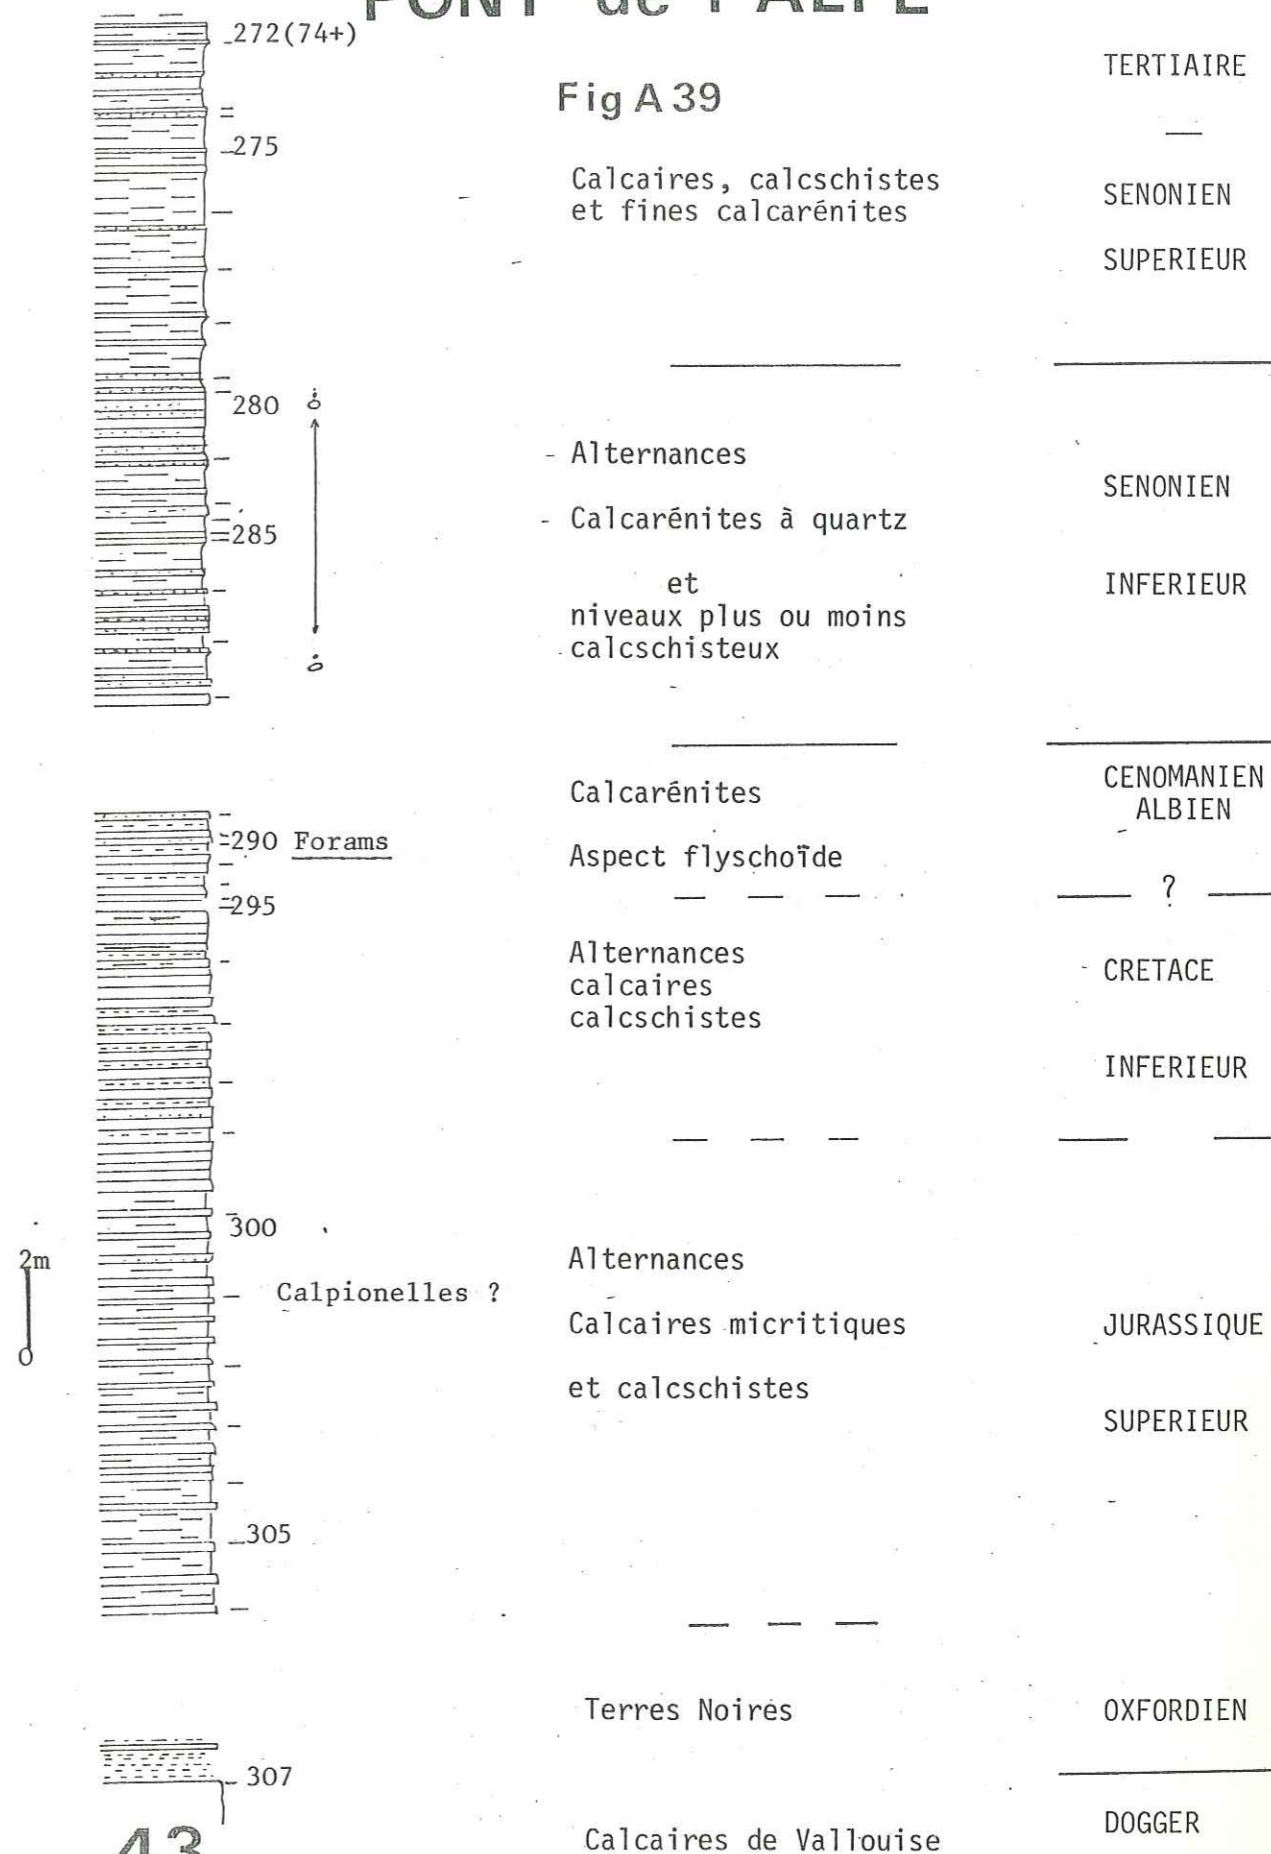 PONT de l'ALPE
272(74+)
Fig A 39
TERTIAIRE
275
Calcaires, calcschistes
et fines calcarénites
SENONIEN
SUPERIEUR
280
Alternances
Calcarénites à quartz
et
niveaux plus ou moins
calcschisteux
SENONIEN
INFERIEUR
285
Calcarénites
Aspect flyschoïde
CENOMANIEN
ALBIEN
290 Forams
?
295
Alternances
calcaires
calcschistes
CRETACE
INFERIEUR
300
2m
0
Calpionelles ?
Alternances
Calcaires micritiques
et calcschistes
JURASSIQUE
SUPERIEUR
305
Terres Noires
OXFORDIEN
307
DOGGER
Calcaires de Vallouise
43